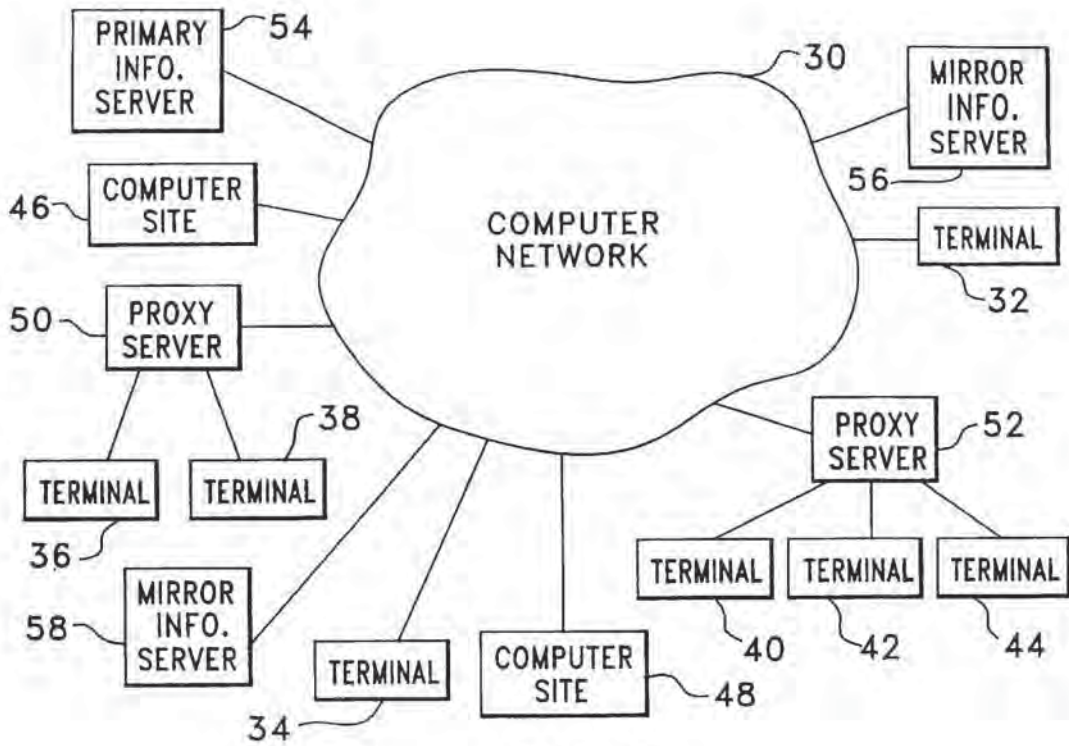 PRIMARY
INFO.
SERVER
54
30
MIRROR
INFO.
SERVER
56
46
COMPUTER
SITE
COMPUTER
NETWORK
TERMINAL
32
50
PROXY
SERVER
38
TERMINAL
TERMINAL
36
PROXY
SERVER
52
TERMINAL
TERMINAL
TERMINAL
40
42
44
58
MIRROR
INFO.
SERVER
TERMINAL
34
COMPUTER
SITE
48